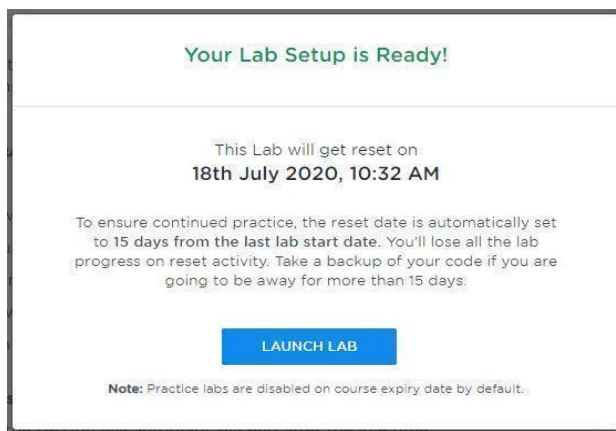 Your Lab Setup is Ready!
This Lab will get reset on
18th July 2020, 10:32 AM
To ensure continued practice, the reset date is automatically set
to 15 days from the last lab start date. You'll lose all the lab
progress on reset activity. Take a backup of your code if you are
going to be away for more than 15 days.
LAUNCH LAB
Note: Practice labs are disabled on course expiry date by default.